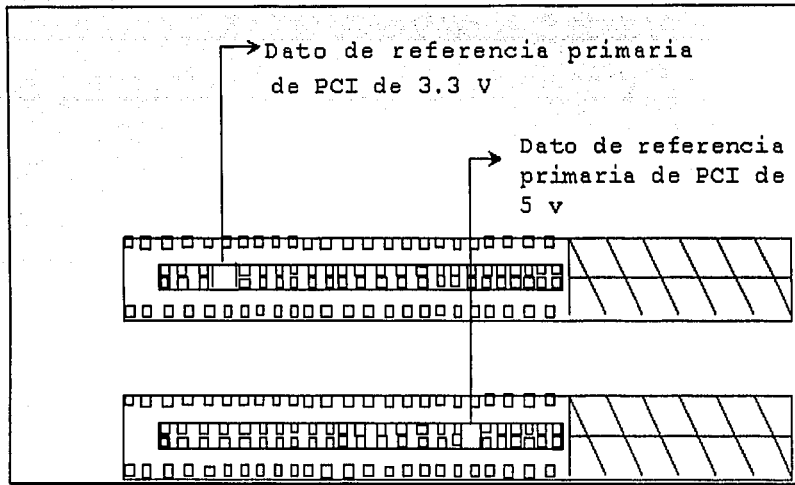 Dato de referencia primaria
de PCI de 3.3 V
Dato de referencia
primaria de PCI de
5 v